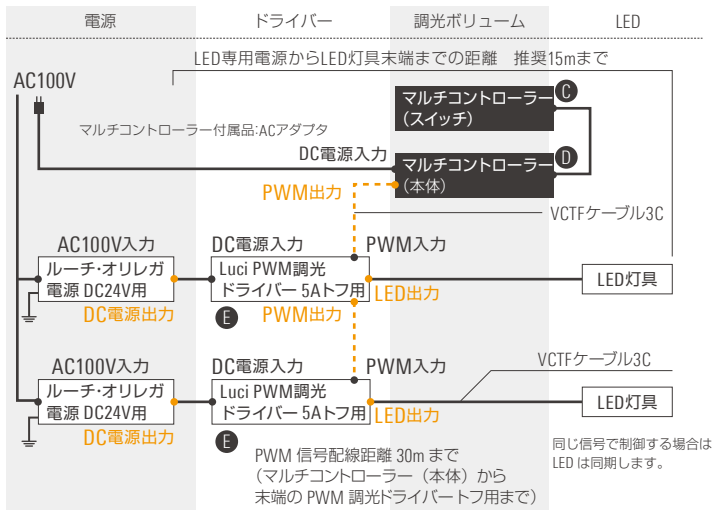 電源
ドライバー
調光ボリューム
LED
LED専用電源からLED灯具末端までの距離　推奨15mまで
AC100V
マルチコントローラー
（スイッチ）
C
マルチコントローラー付属品:ACアダプタ
DC電源入力
マルチコントローラー
（本体）
D
PWM出力
VCTFケーブル3C
AC100V入力
DC電源入力
PWM入力
ルーチ・オリレガ
電源 DC24V用
Luci PWM調光
ドライバー 5Aトフ用
LED灯具
DC電源出力
E
PWM出力
LED出力
AC100V入力
DC電源入力
PWM入力
VCTFケーブル3C
ルーチ・オリレガ
電源 DC24V用
Luci PWM調光
ドライバー 5Aトフ用
LED灯具
DC電源出力
E
LED出力
PWM 信号配線距離 30m まで
（マルチコントローラー（本体）から
末端の PWM 調光ドライバートフ用まで）
同じ信号で制御する場合は
LED は同期します。